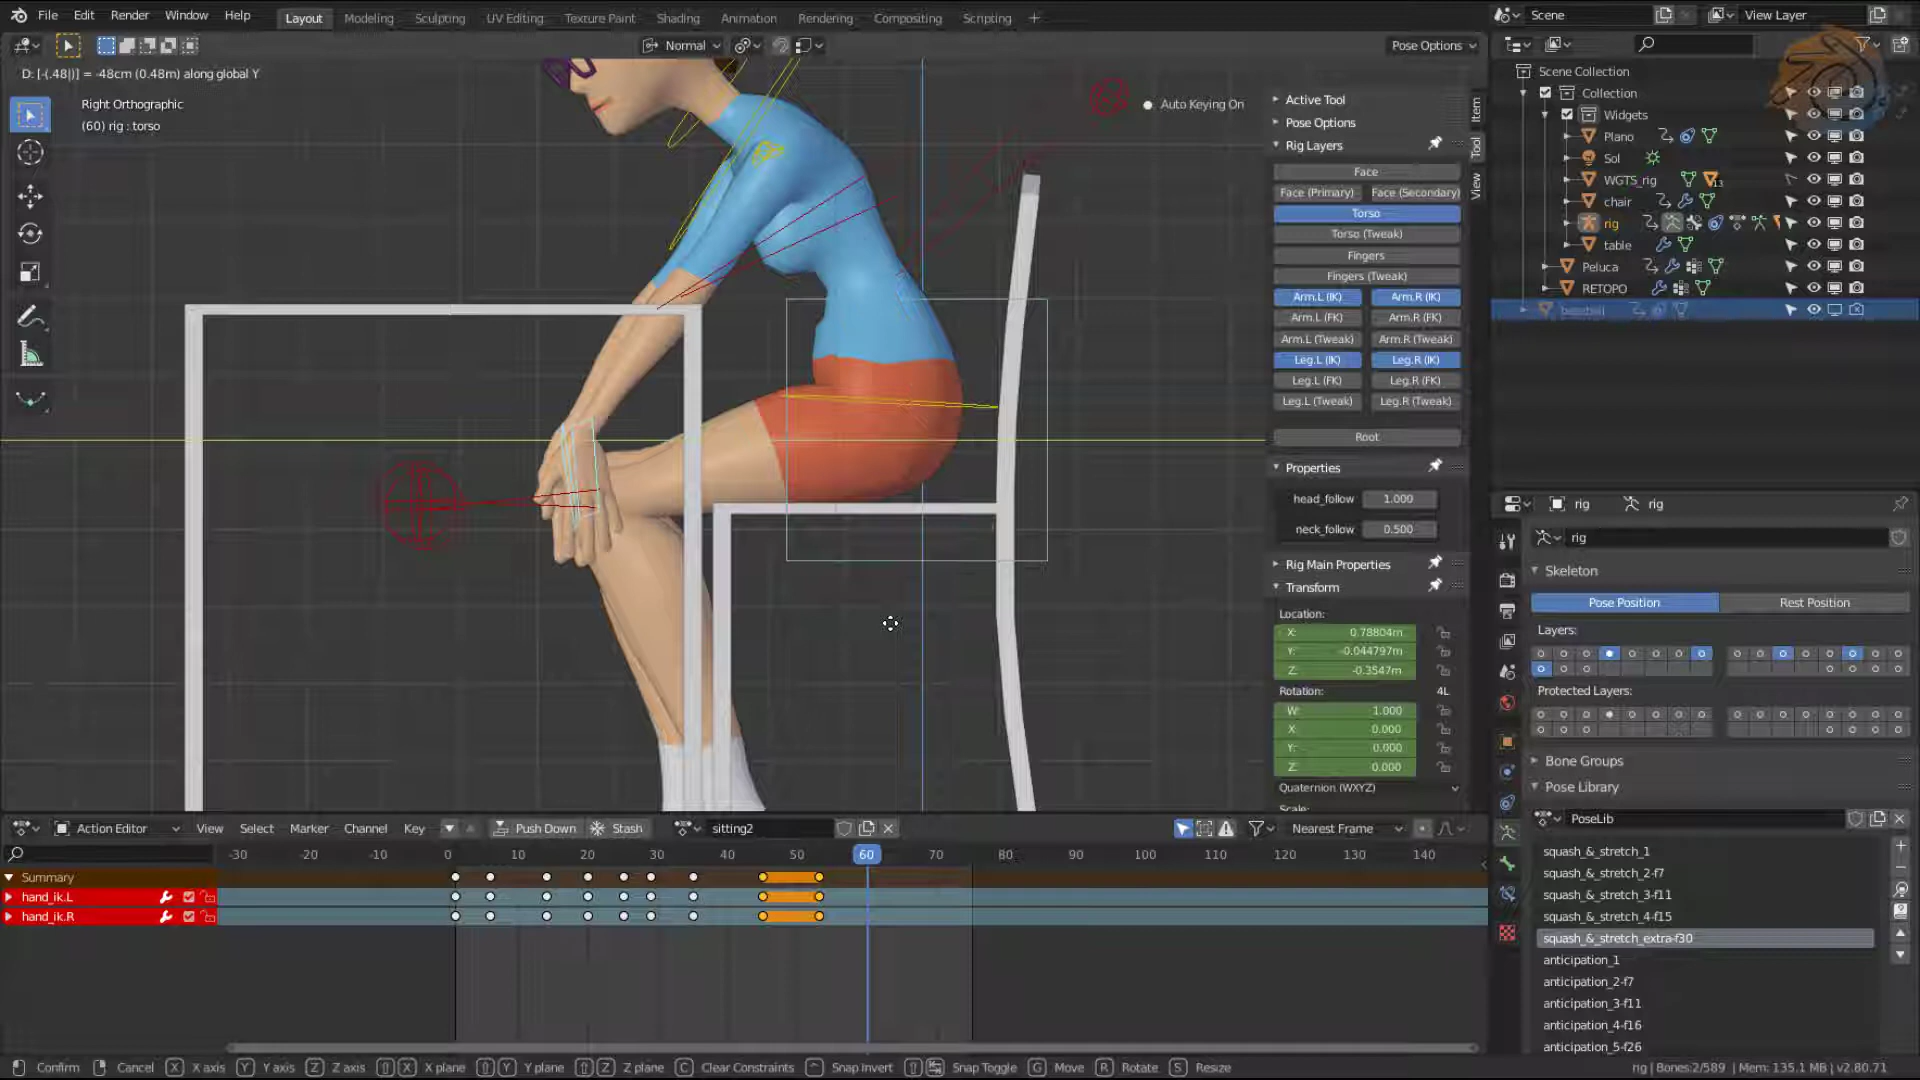 File Edit Render Window Help Layout Modeling Sculpting UV Editing Texture Paint Shading Animation Rendering Compositing Scripting + Scene View Layer
Normal Pose Options
D: [-(.48|)] = -48cm (0.48m) along global Y
Right Orthographic
(60) rig : torso
Auto Keying On
Active Tool
Pose Options
Rig Layers
Face
Face (Primary) Face (Secondary)
Torso
Torso (Tweak)
Fingers
Fingers (Tweak)
Arm.L (IK) Arm.R (IK)
Arm.L (FK) Arm.R (FK)
Arm.L (Tweak) Arm.R (Tweak)
Leg.L (IK) Leg.R (IK)
Leg.L (FK) Leg.R (FK)
Leg.L (Tweak) Leg.R (Tweak)
Root
Properties
head_follow 1.000
neck_follow 0.500
Rig Main Properties
Transform
Location:
X: 0.78804m
Y: -0.044797m
Z: -0.3547m
Rotation: 4L
W: 1.000
X: 0.000
Y: 0.000
Z: 0.000
Quaternion (WXYZ)
Item
Tool
View
Scene Collection
Collection
Widgets
Plano
Sol
WGTS_rig 13
chair
rig
table
Peluca
RETOPO
rig rig
rig
Skeleton
Pose Position Rest Position
Layers:
Protected Layers:
Bone Groups
Pose Library
PoseLib
squash_&_stretch_1
squash_&_stretch_2-f7
squash_&_stretch_3-f11
squash_&_stretch_4-f15
squash_&_stretch_extra-f30
anticipation_1
anticipation_2-f7
anticipation_3-f11
anticipation_4-f16
anticipation_5-f26
Action Editor View Select Marker Channel Key Push Down Stash sitting2 Nearest Frame
-30 -20 -10 0 10 20 30 40 50 60 70 80 90 100 110 120 130 140
Summary
hand_ik.L
hand_ik.R
Confirm Cancel X X axis Y Y axis Z Z axis X X plane Y Y plane Z Z plane C Clear Constraints Snap Invert Snap Toggle G Move R Rotate S Resize rig | Bones:2/589 | Mem: 135.1 MB | v2.80.71